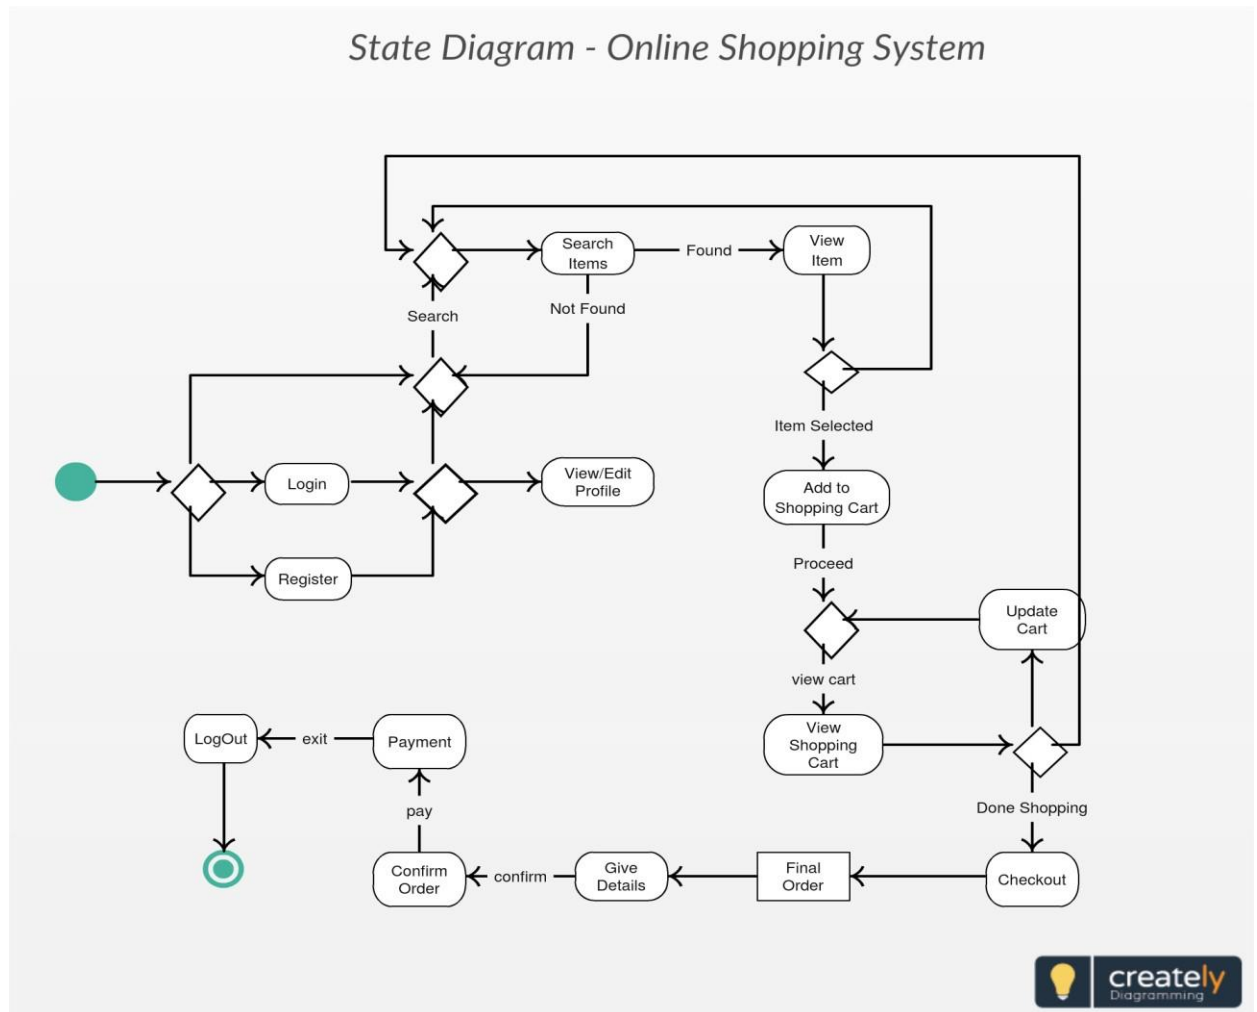 State Diagram - Online Shopping System
Search
Items
Found
View
Item
Not Found
Search
Item Selected
Login
View/Edit
Profile
Add to
Shopping Cart
Register
Proceed
Update
Cart
view cart
View
Shopping
Cart
LogOut
exit
Payment
Done Shopping
pay
Confirm
Order
confirm
Give
Details
Final
Order
Checkout
creately
Diagramming